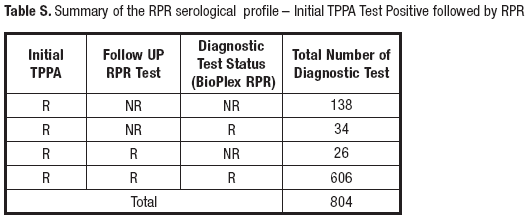 Table S. Summary of the RPR serological profile – Initial TPPA Test Positive followed by RPR
Initial TPPA | Follow UP RPR Test | Diagnostic Test Status (BioPlex RPR) | Total Number of Diagnostic Test
R | NR | NR | 138
R | NR | R | 34
R | R | NR | 26
R | R | R | 606
Total | 804